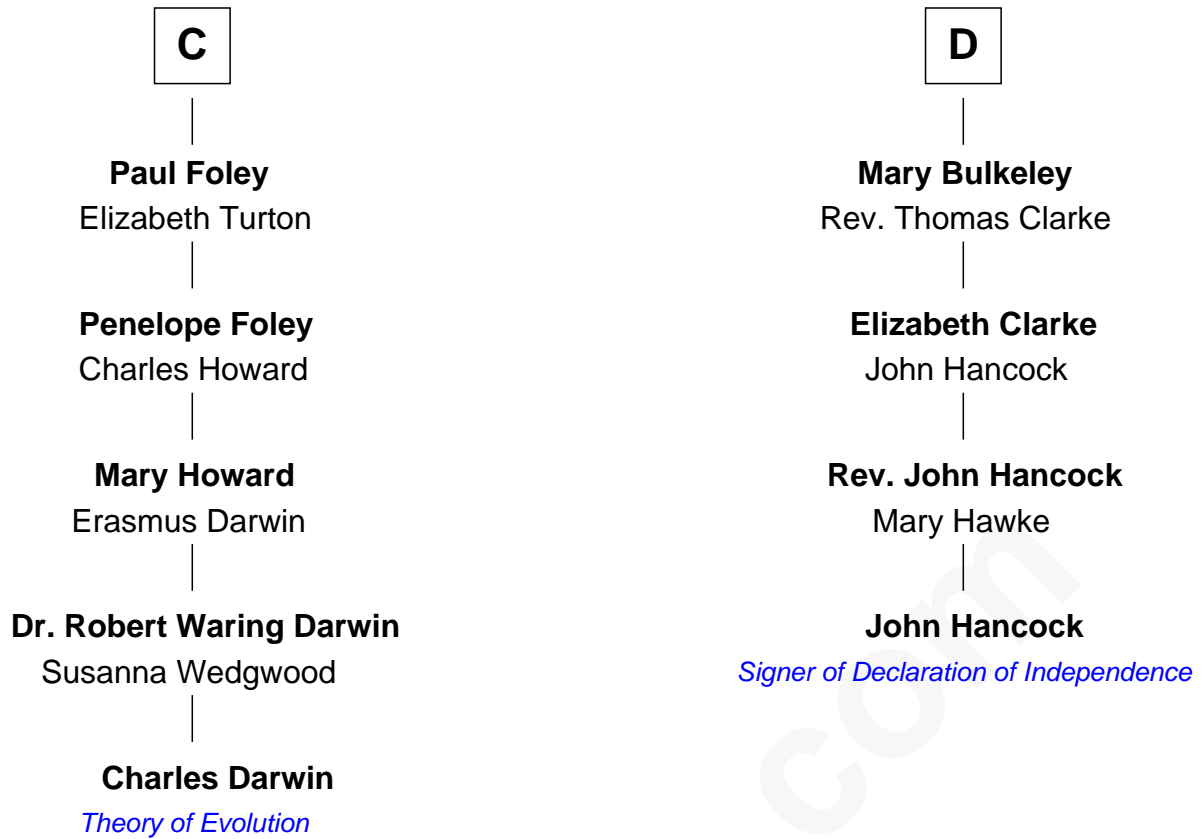 C
Paul Foley
Elizabeth Turton
Penelope Foley
Charles Howard
Mary Howard
Erasmus Darwin
Dr. Robert Waring Darwin
Susanna Wedgwood
Charles Darwin
Theory of Evolution
D
Mary Bulkeley
Rev. Thomas Clarke
Elizabeth Clarke
John Hancock
Rev. John Hancock
Mary Hawke
John Hancock
Signer of Declaration of Independence
com